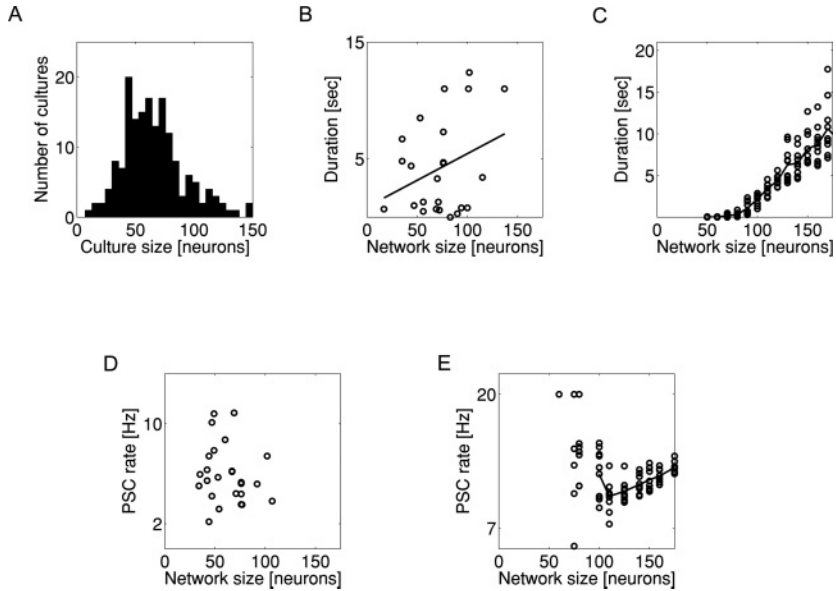 A
Number of cultures
20
10
0
0
50
100
150
Culture size [neurons]
B
Duration [sec]
15
5
0
50
100
150
Network size [neurons]
C
Duration [sec]
20
15
10
5
0
50
100
150
Network size [neurons]
D
PSC rate [Hz]
10
2
0
50
100
150
Network size [neurons]
E
PSC rate [Hz]
20
7
0
50
100
150
Network size [neurons]